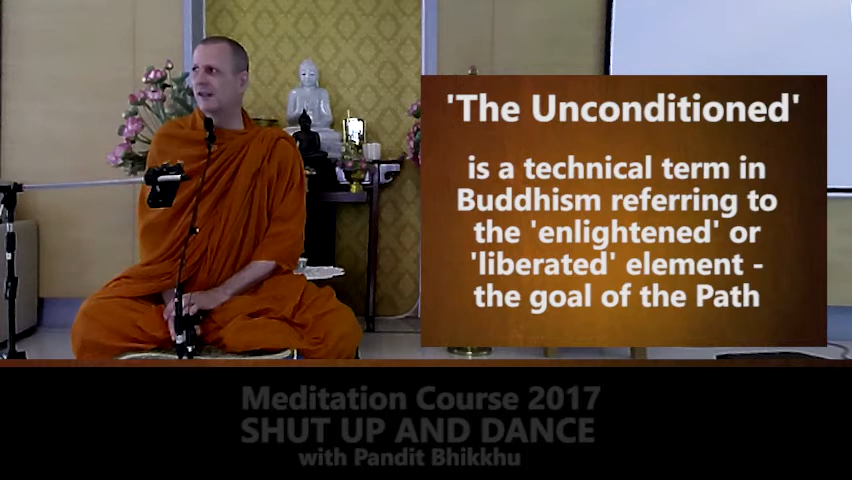 'The Unconditioned'
is a technical term in
Buddhism referring to
the 'enlightened' or
'liberated' element -
the goal of the Path
Meditation Course 2017
SHUT UP AND DANCE
with Pandit Bhikkhu